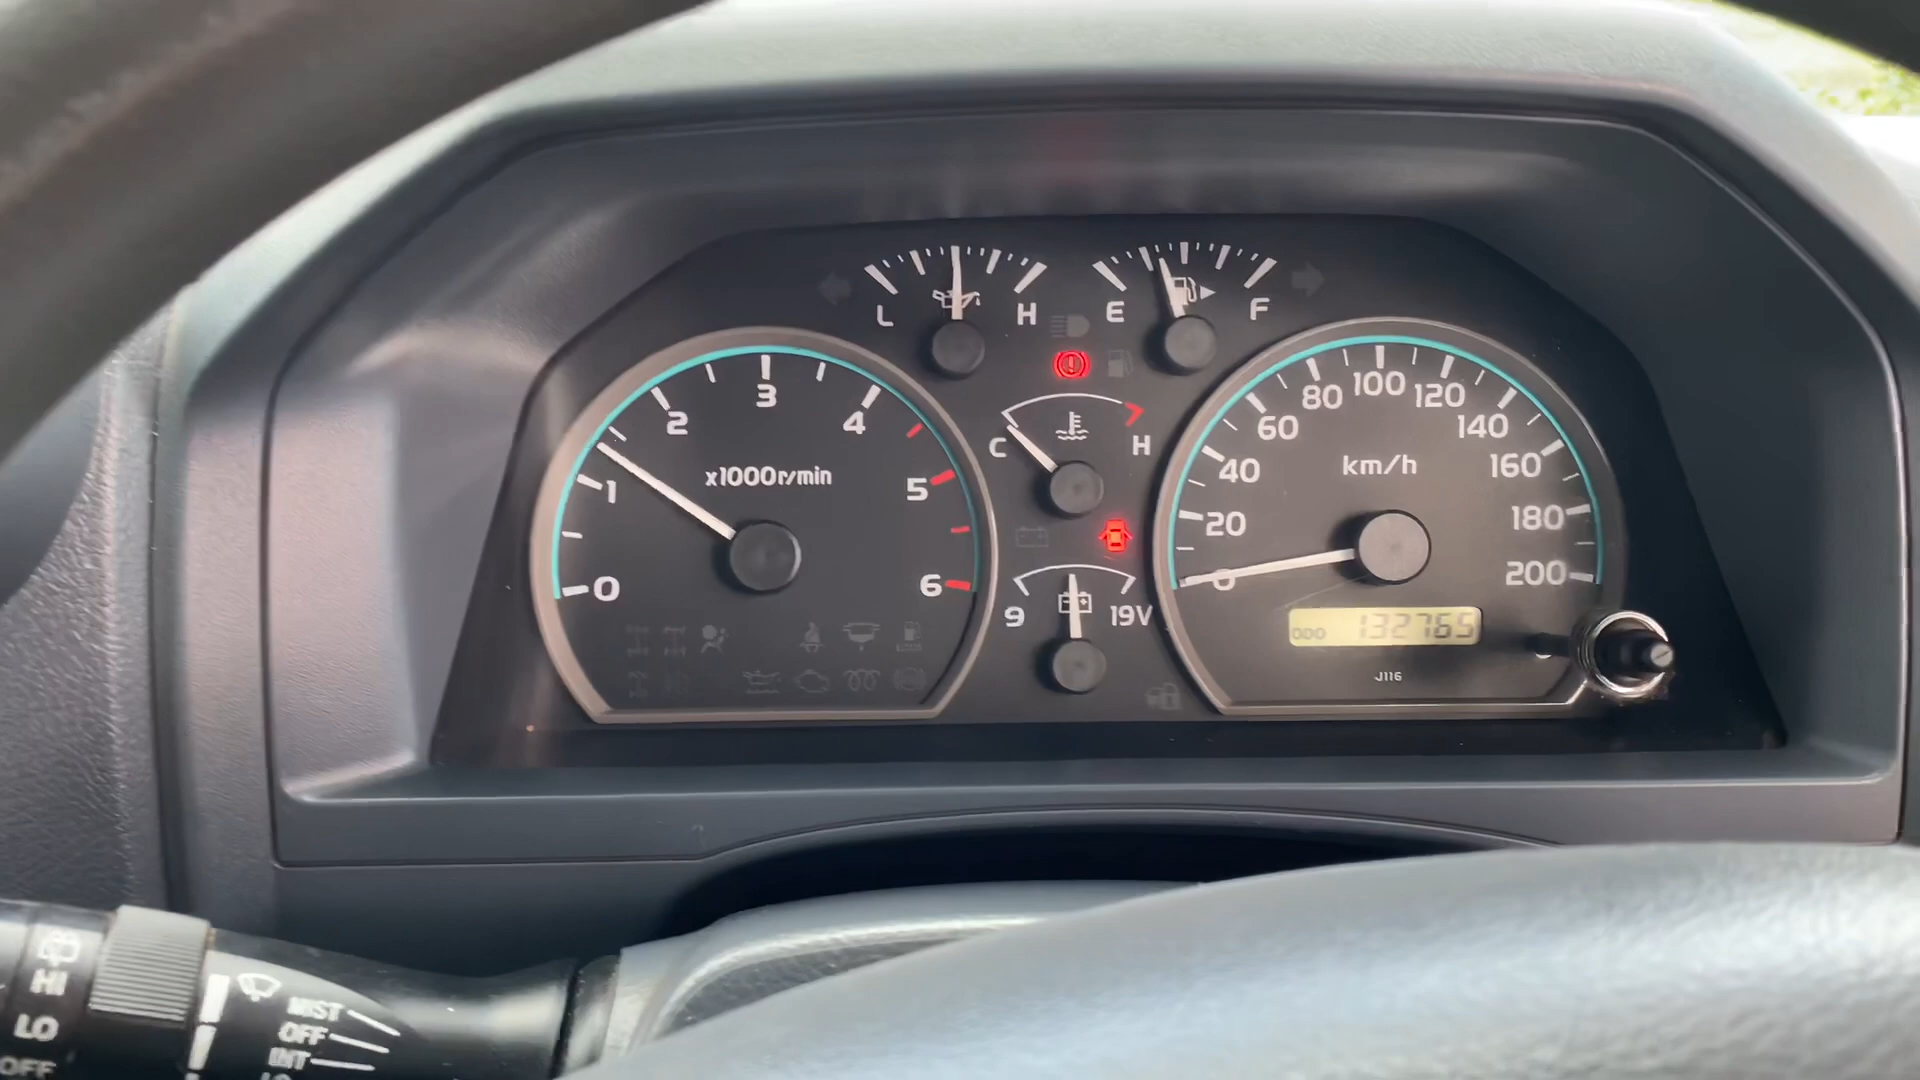 L H
E F
0 1 2 3 4 5 6
x1000r/min
C H
9 19V
0 20 40 60 80 100 120 140 160 180 200
km/h
ODO 132765
J116
HI
LO
OFF
MIST
OFF
INT
LO